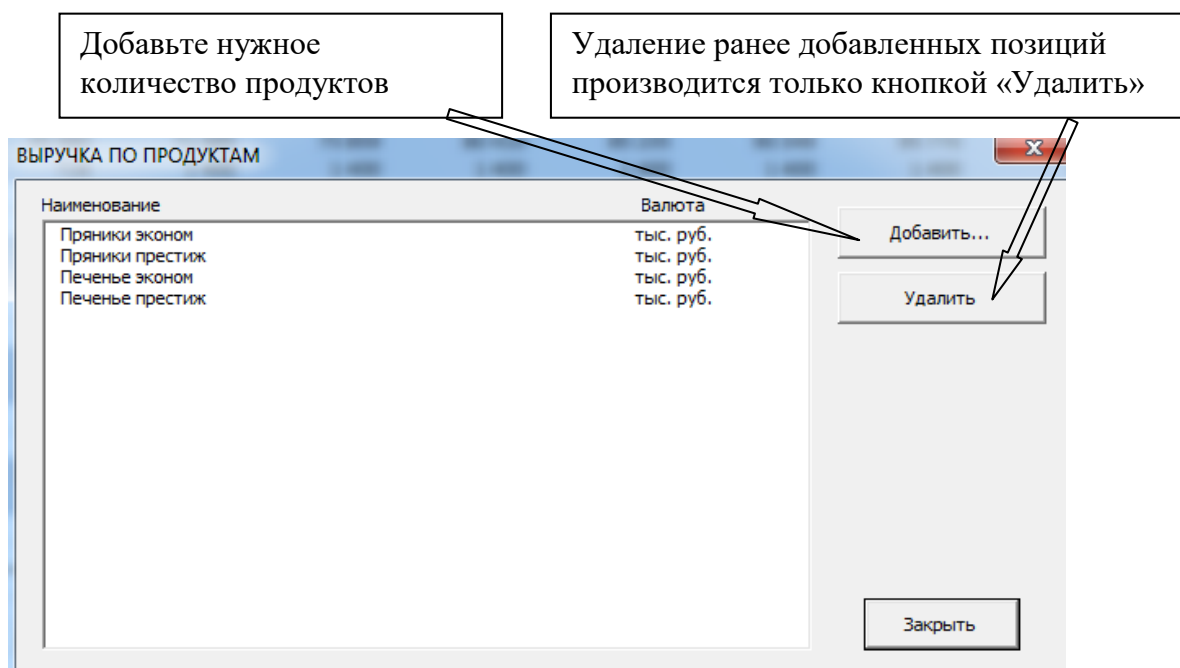 Добавьте нужное
количество продуктов
Удаление ранее добавленных позиций
производится только кнопкой «Удалить»
ВЫРУЧКА ПО ПРОДУКТАМ
Наименование Валюта
Пряники эконом тыс. руб.
Пряники престиж тыс. руб.
Печенье эконом тыс. руб.
Печенье престиж тыс. руб.
Добавить...
Удалить
Закрыть